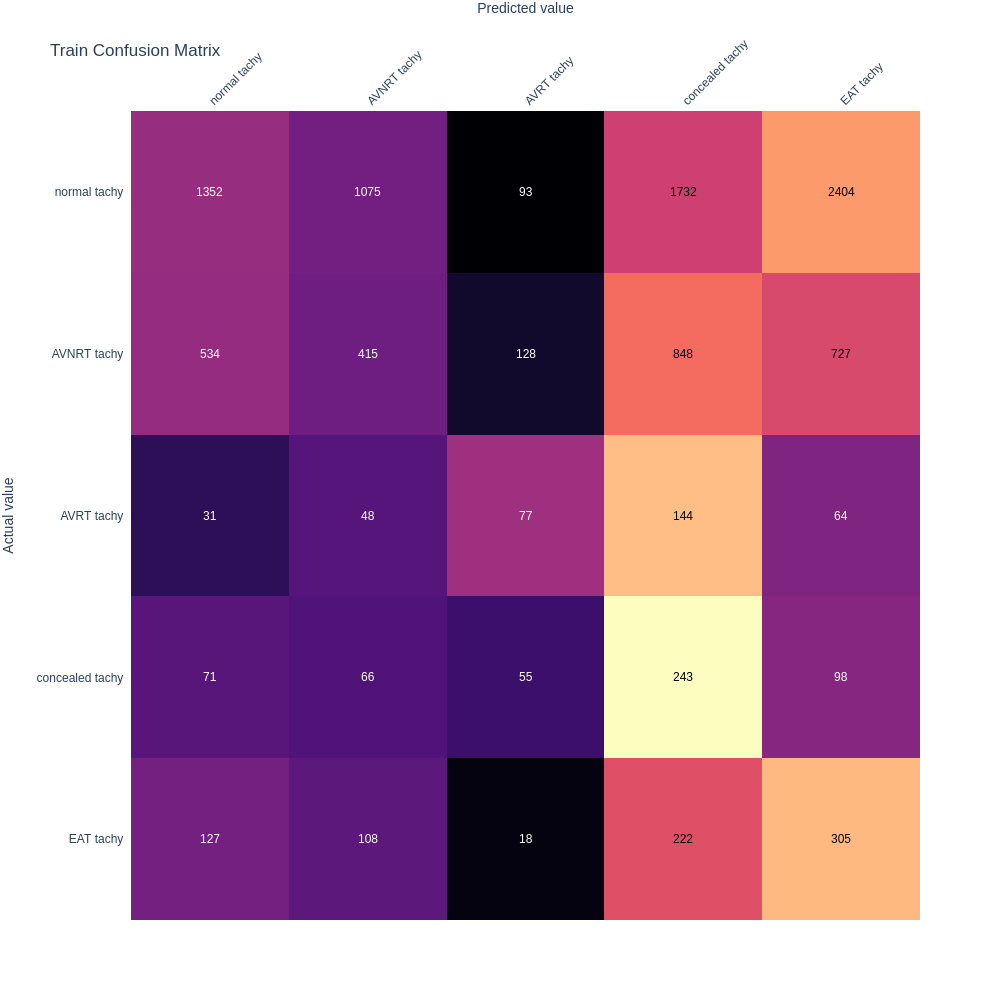 Predicted value
Train Confusion Matrix
normal tachy AVNRT tachy AVRT tachy concealed tachy EAT tachy
normal tachy 1352 1075 93 1732 2404
AVNRT tachy 534 415 128 848 727
Actual value
AVRT tachy 31 48 77 144 64
concealed tachy 71 66 55 243 98
EAT tachy 127 108 18 222 305